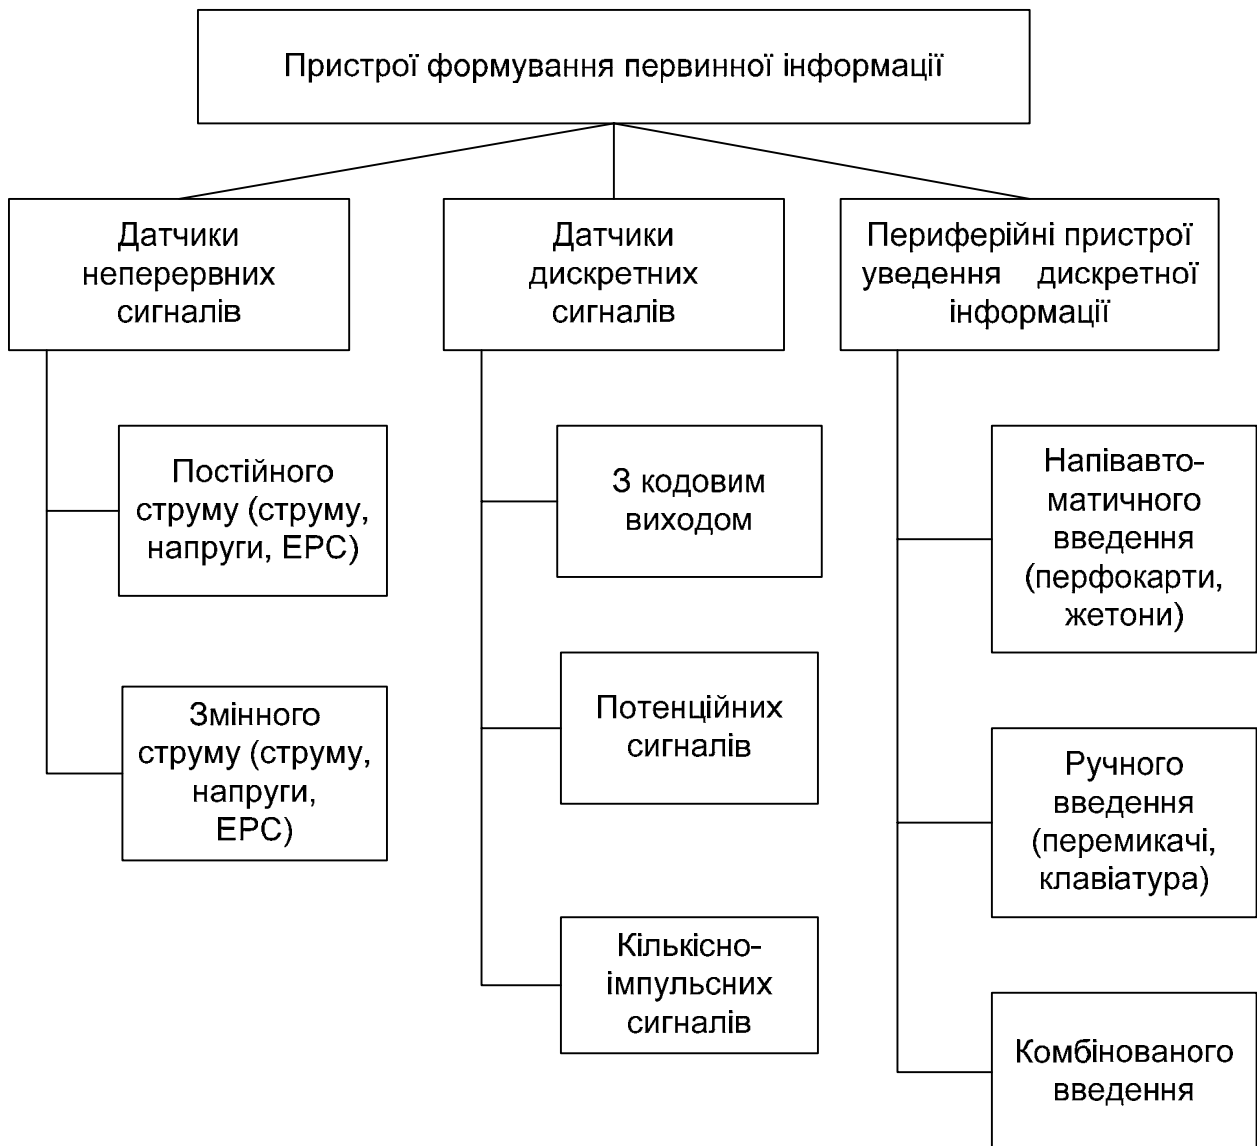 Пристрої формування первинної інформації
Датчики
неперервних
сигналів
Датчики
дискретних
сигналів
Периферійні пристрої
уведення дискретної
інформації
Постійного
струму (струму,
напруги, ЕРС)
Змінного
струму (струму,
напруги,
ЕРС)
З кодовим
виходом
Потенційних
сигналів
Кількісно-
імпульсних
сигналів
Напівавто-
матичного
введення
(перфокарти,
жетони)
Ручного
введення
(перемикачі,
клавіатура)
Комбінованого
введення